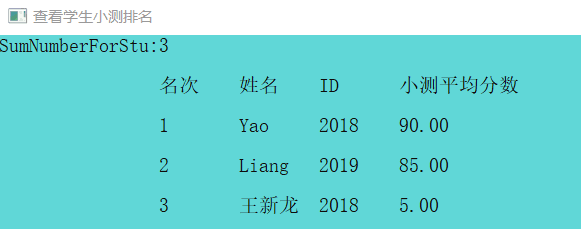 查看学生小测排名
SumNumberForStu:3
名次 姓名 ID 小测平均分数
1 Yao 2018 90.00
2 Liang 2019 85.00
3 王新龙 2018 5.00